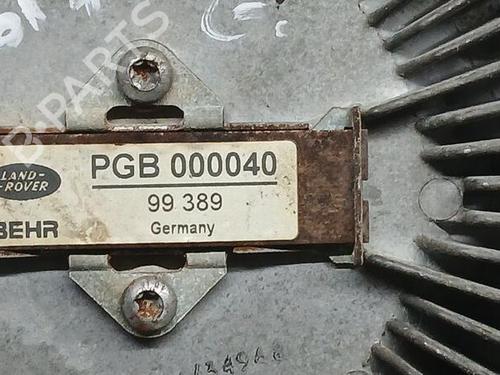 B-PARTS
LAND-
-ROVER
PGB 000040
99 389
BEHR
Germany